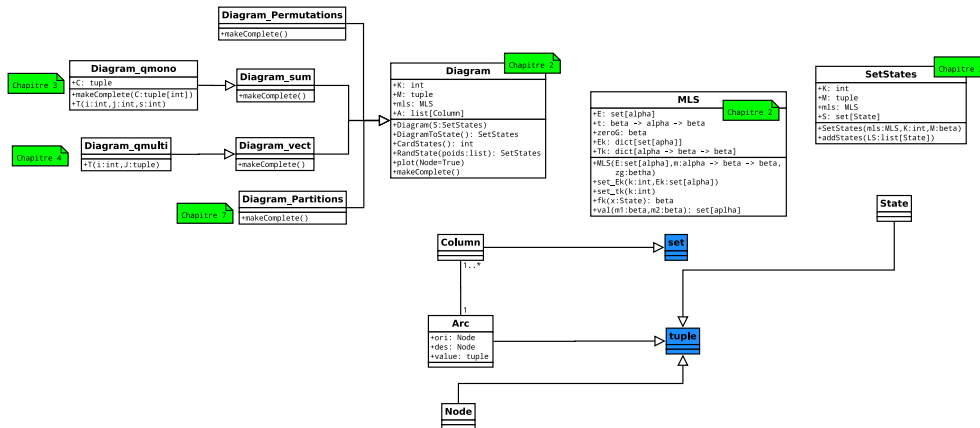 Diagram_Permutations
+makeComplete()
Chapitre 3
Diagram_qmono
+C: tuple
+makeComplete(C:tuple[int])
+T(i:int,j:int,s:int)
Diagram_sum
+makeComplete()
Chapitre 4
Diagram_qmulti
+T(i:int,J:tuple)
Diagram_vect
+makeComplete()
Chapitre 7
Diagram_Partitions
+makeComplete()
Chapitre 2
Diagram
+K: int
+M: tuple
+mls: MLS
+A: list[Column]
+Diagram(S:SetStates)
+DiagramToState(): SetStates
+CardStates(): int
+RandState(poids:list): SetStates
+plot(Node=True)
+makeComplete()
MLS
Chapitre 2
+E: set[alpha]
+t: beta -> alpha -> beta
+zeroG: beta
+Ek: dict[set[apha]]
+Tk: dict[alpha -> beta -> beta]
+MLS(E:set[alpha],m:alpha -> beta -> beta,
zg:betha)
+set_Ek(k:int,Ek:set[alpha])
+set_tk(k:int)
+fk(x:State): beta
+val(m1:beta,m2:beta): set[aplha]
Chapitre
SetStates
+K: int
+M: tuple
+mls: MLS
+S: set[State]
+SetStates(mls:MLS,K:int,M:beta)
+addStates(LS:list[State])
State
Column
1..*
set
1
Arc
+ori: Node
+des: Node
+value: tuple
tuple
Node